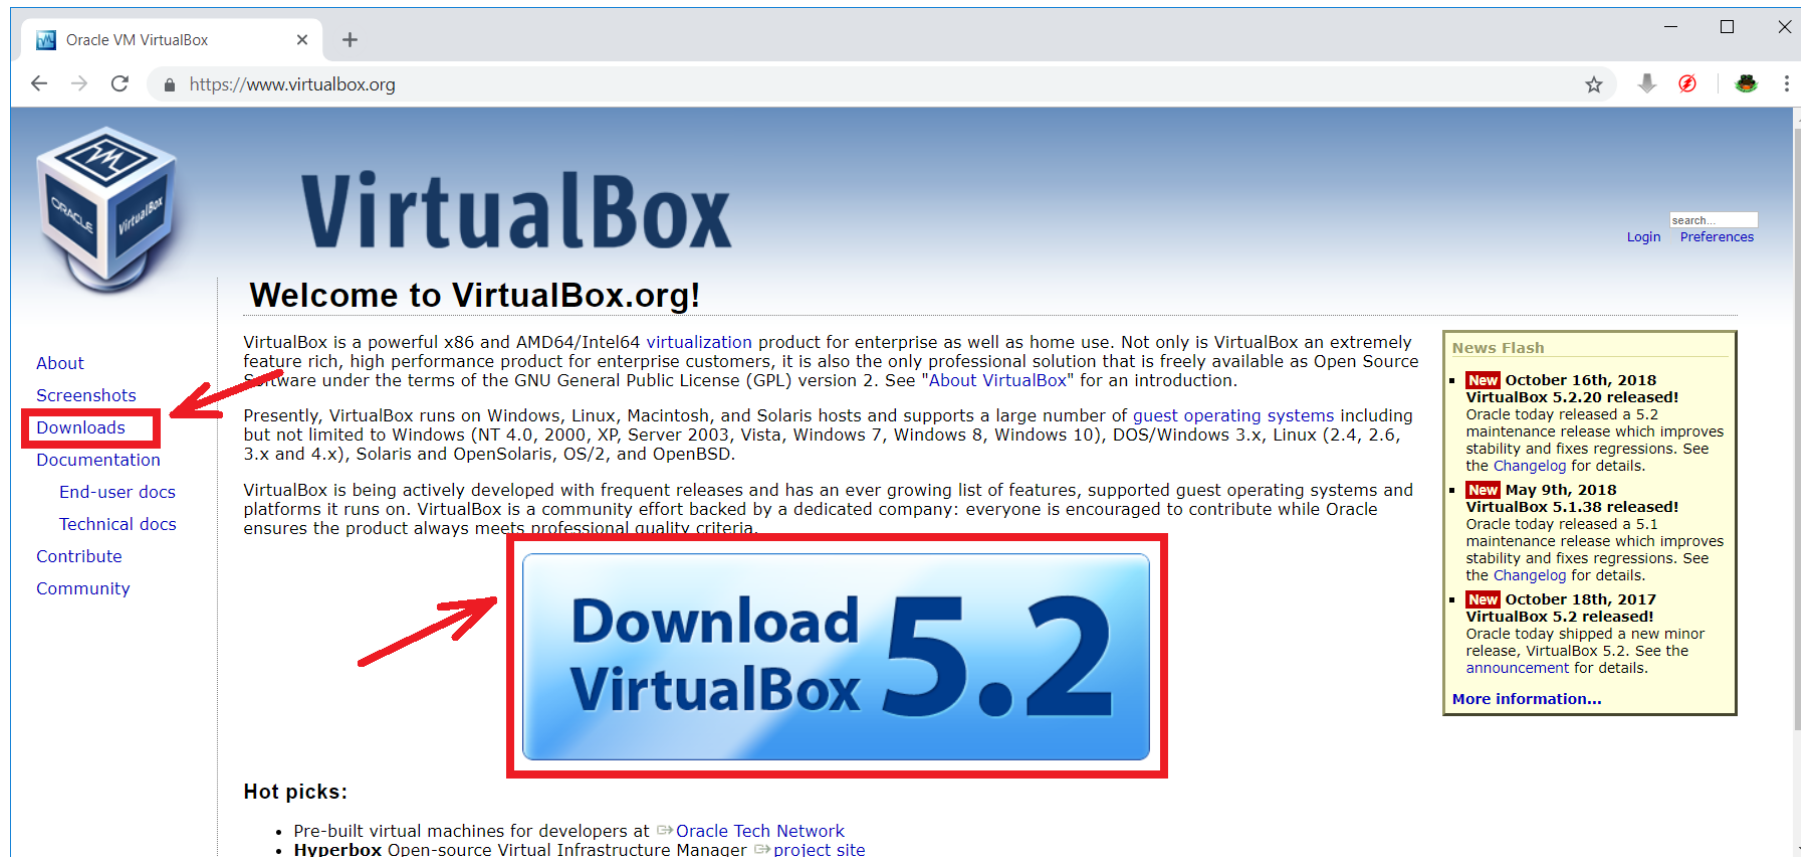 Oracle VM VirtualBox
https://www.virtualbox.org
ORACLE
VirtualBox
VirtualBox
search...
Login Preferences
Welcome to VirtualBox.org!
About
Screenshots
Downloads
Documentation
End-user docs
Technical docs
Contribute
Community
VirtualBox is a powerful x86 and AMD64/Intel64 virtualization product for enterprise as well as home use. Not only is VirtualBox an extremely
feature rich, high performance product for enterprise customers, it is also the only professional solution that is freely available as Open Source
Software under the terms of the GNU General Public License (GPL) version 2. See "About VirtualBox" for an introduction.
Presently, VirtualBox runs on Windows, Linux, Macintosh, and Solaris hosts and supports a large number of guest operating systems including
but not limited to Windows (NT 4.0, 2000, XP, Server 2003, Vista, Windows 7, Windows 8, Windows 10), DOS/Windows 3.x, Linux (2.4, 2.6,
3.x and 4.x), Solaris and OpenSolaris, OS/2, and OpenBSD.
VirtualBox is being actively developed with frequent releases and has an ever growing list of features, supported guest operating systems and
platforms it runs on. VirtualBox is a community effort backed by a dedicated company: everyone is encouraged to contribute while Oracle
ensures the product always meets professional quality criteria.
Download
VirtualBox
5.2
Hot picks:
Pre-built virtual machines for developers at Oracle Tech Network
Hyperbox Open-source Virtual Infrastructure Manager project site
News Flash
New October 16th, 2018
VirtualBox 5.2.20 released!
Oracle today released a 5.2
maintenance release which improves
stability and fixes regressions. See
the Changelog for details.
New May 9th, 2018
VirtualBox 5.1.38 released!
Oracle today released a 5.1
maintenance release which improves
stability and fixes regressions. See
the Changelog for details.
New October 18th, 2017
VirtualBox 5.2 released!
Oracle today shipped a new minor
release, VirtualBox 5.2. See the
announcement for details.
More information...